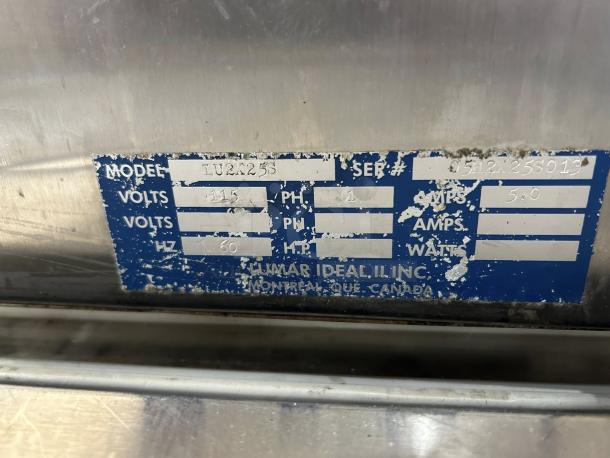 MODEL LU2X25S SER #
VOLTS 115 PH 1 AMPS 5.0
VOLTS PH AMPS
HZ 60 H.P. WATTS
LUMAR IDEAL, II, INC.
MONTREAL, QUE. CANADA